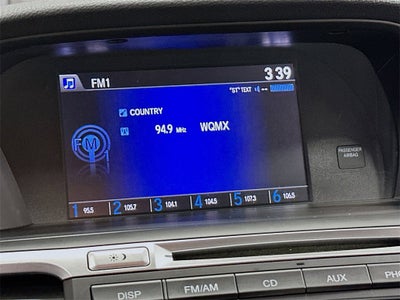 FM1
3 39
"ST" TEXT
COUNTRY
94.9 MHz WQMX
FM 1
1 95.5 2 105.7 3 104.1 4 104.5 5 107.3 6 106.5
PASSENGER
AIRBAG
DISP FM/AM CD AUX